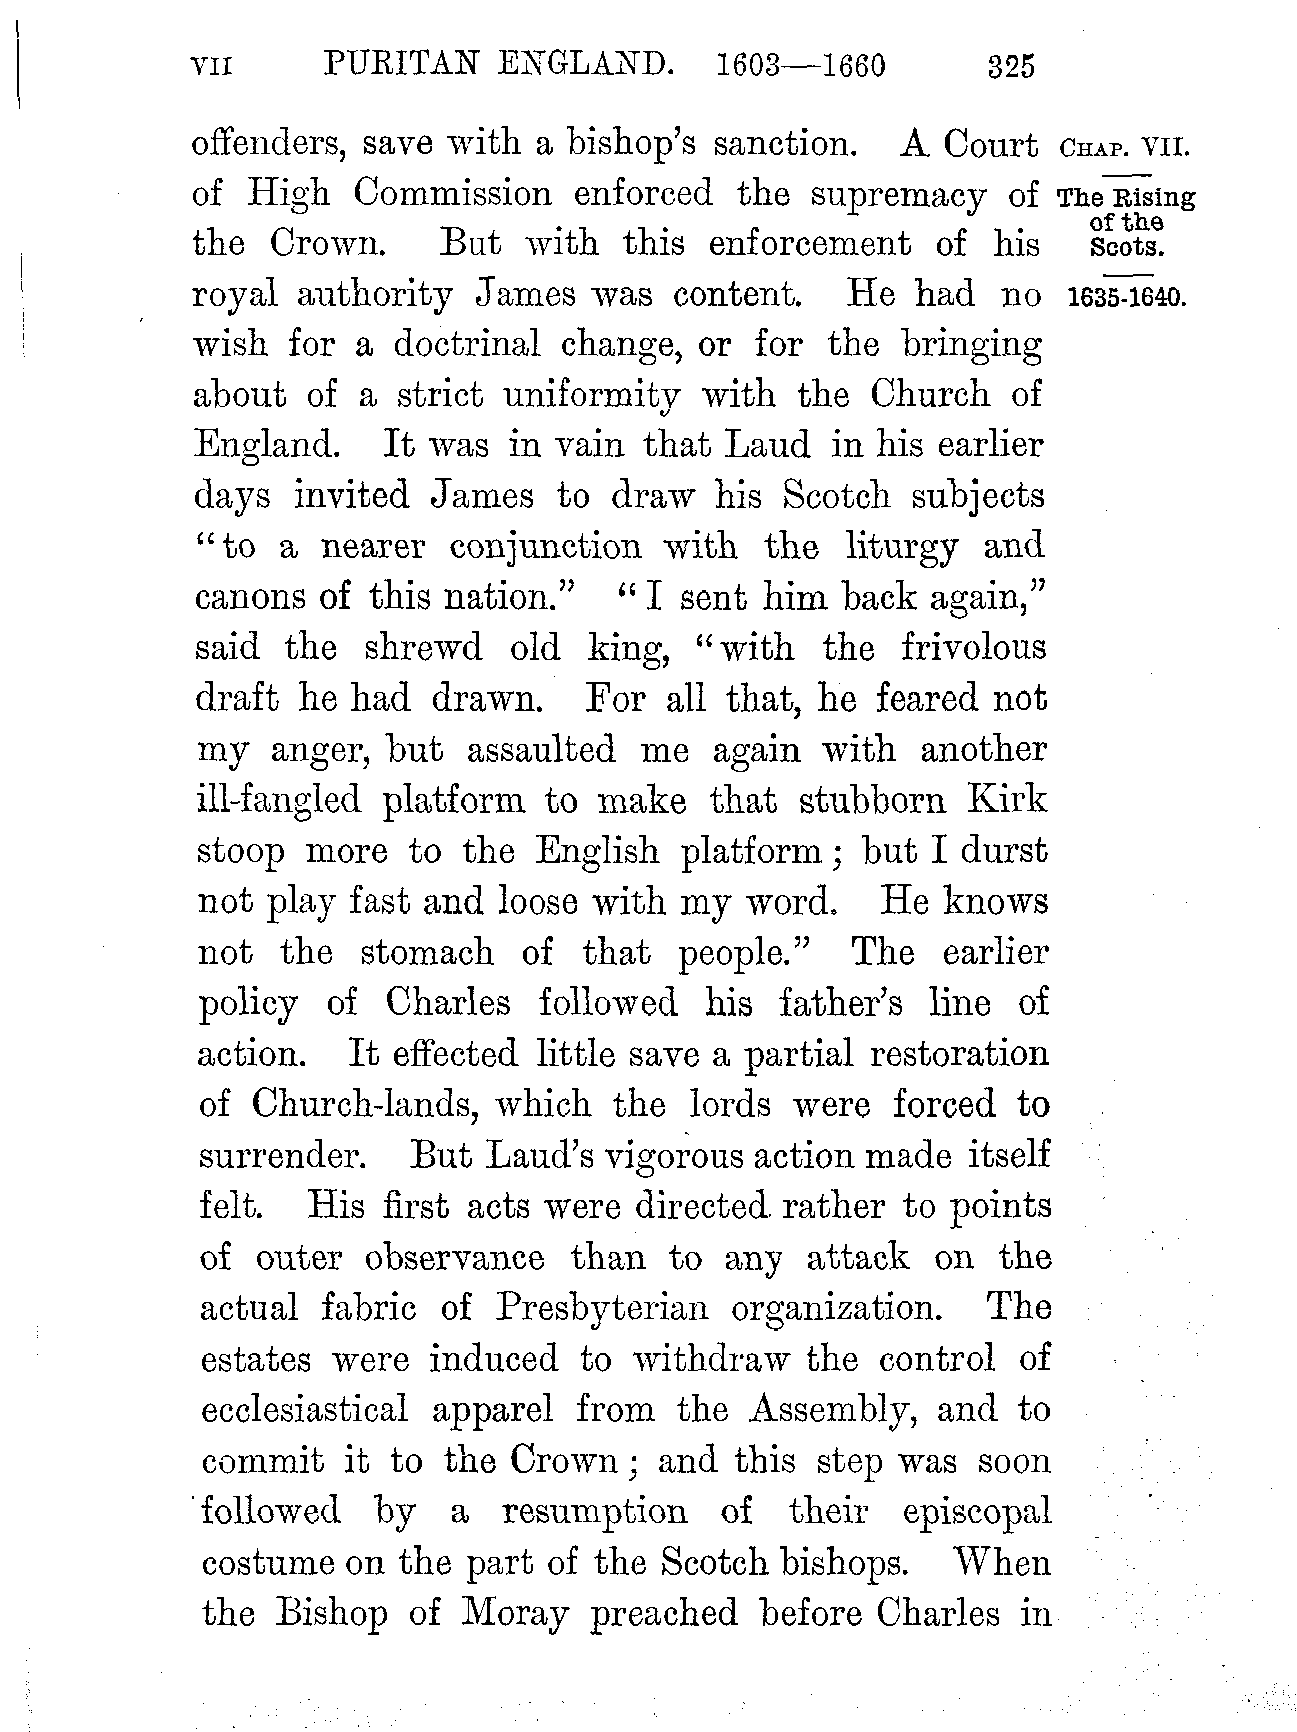 VII PURITAN ENGLAND. 1603—1660 325
offenders, save with a bishop's sanction. A Court
of High Commission enforced the supremacy of
the Crown. But with this enforcement of his
royal authority James was content. He had no
wish for a doctrinal change, or for the bringing
about of a strict uniformity with the Church of
England. It was in vain that Laud in his earlier
days invited James to draw his Scotch subjects
"to a nearer conjunction with the liturgy and
canons of this nation." "I sent him back again,"
said the shrewd old king, "with the frivolous
draft he had drawn. For all that, he feared not
my anger, but assaulted me again with another
ill-fangled platform to make that stubborn Kirk
stoop more to the English platform; but I durst
not play fast and loose with my word. He knows
not the stomach of that people." The earlier
policy of Charles followed his father's line of
action. It effected little save a partial restoration
of Church-lands, which the lords were forced to
surrender. But Laud's vigorous action made itself
felt. His first acts were directed rather to points
of outer observance than to any attack on the
actual fabric of Presbyterian organization. The
estates were induced to withdraw the control of
ecclesiastical apparel from the Assembly, and to
commit it to the Crown; and this step was soon
followed by a resumption of their episcopal
costume on the part of the Scotch bishops. When
the Bishop of Moray preached before Charles in
CHAP. VII.
The Rising
of the
Scots.
1635-1640.